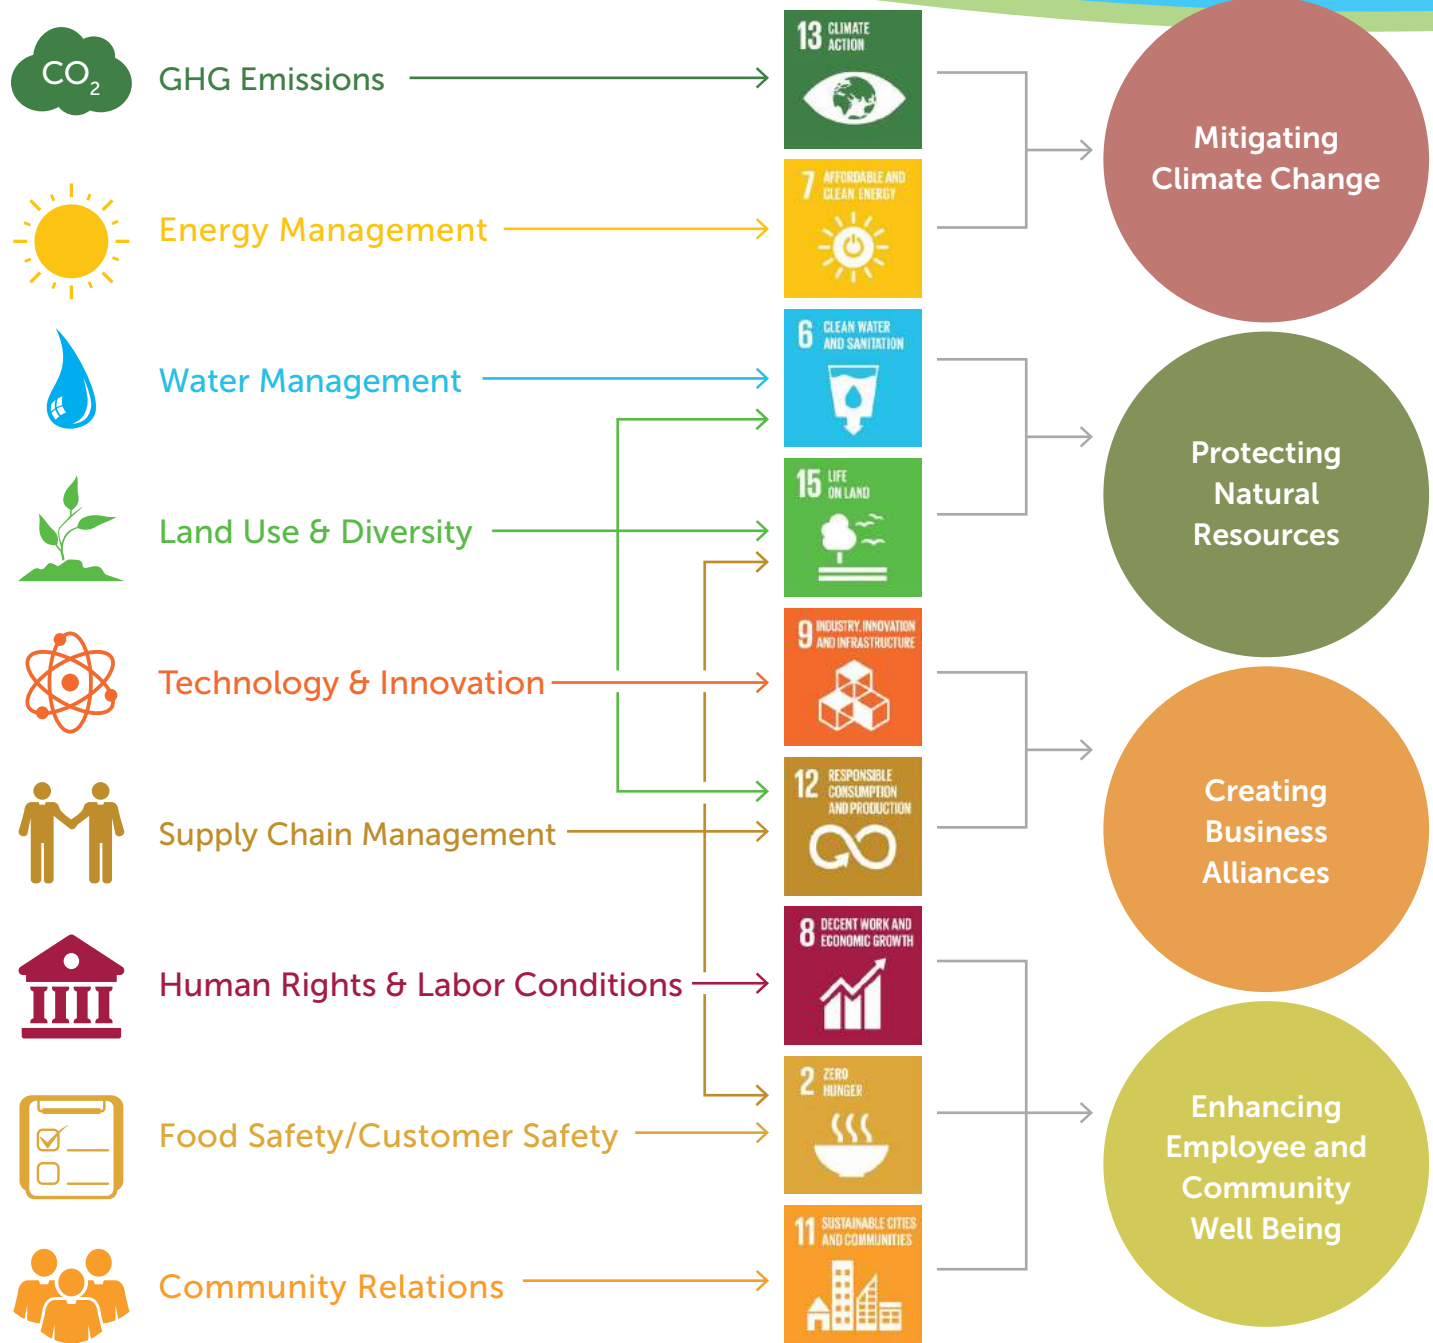 CO2
GHG Emissions
13 CLIMATE
ACTION
Mitigating
Climate Change
Energy Management
7 AFFORDABLE AND
CLEAN ENERGY
Water Management
6 CLEAN WATER
AND SANITATION
Protecting
Natural
Resources
Land Use & Diversity
15 LIFE
ON LAND
Technology & Innovation
9 INDUSTRY, INNOVATION
AND INFRASTRUCTURE
Creating
Business
Alliances
Supply Chain Management
12 RESPONSIBLE
CONSUMPTION
AND PRODUCTION
Human Rights & Labor Conditions
8 DECENT WORK AND
ECONOMIC GROWTH
Food Safety/Customer Safety
2 ZERO
HUNGER
Enhancing
Employee and
Community
Well Being
Community Relations
11 SUSTAINABLE CITIES
AND COMMUNITIES